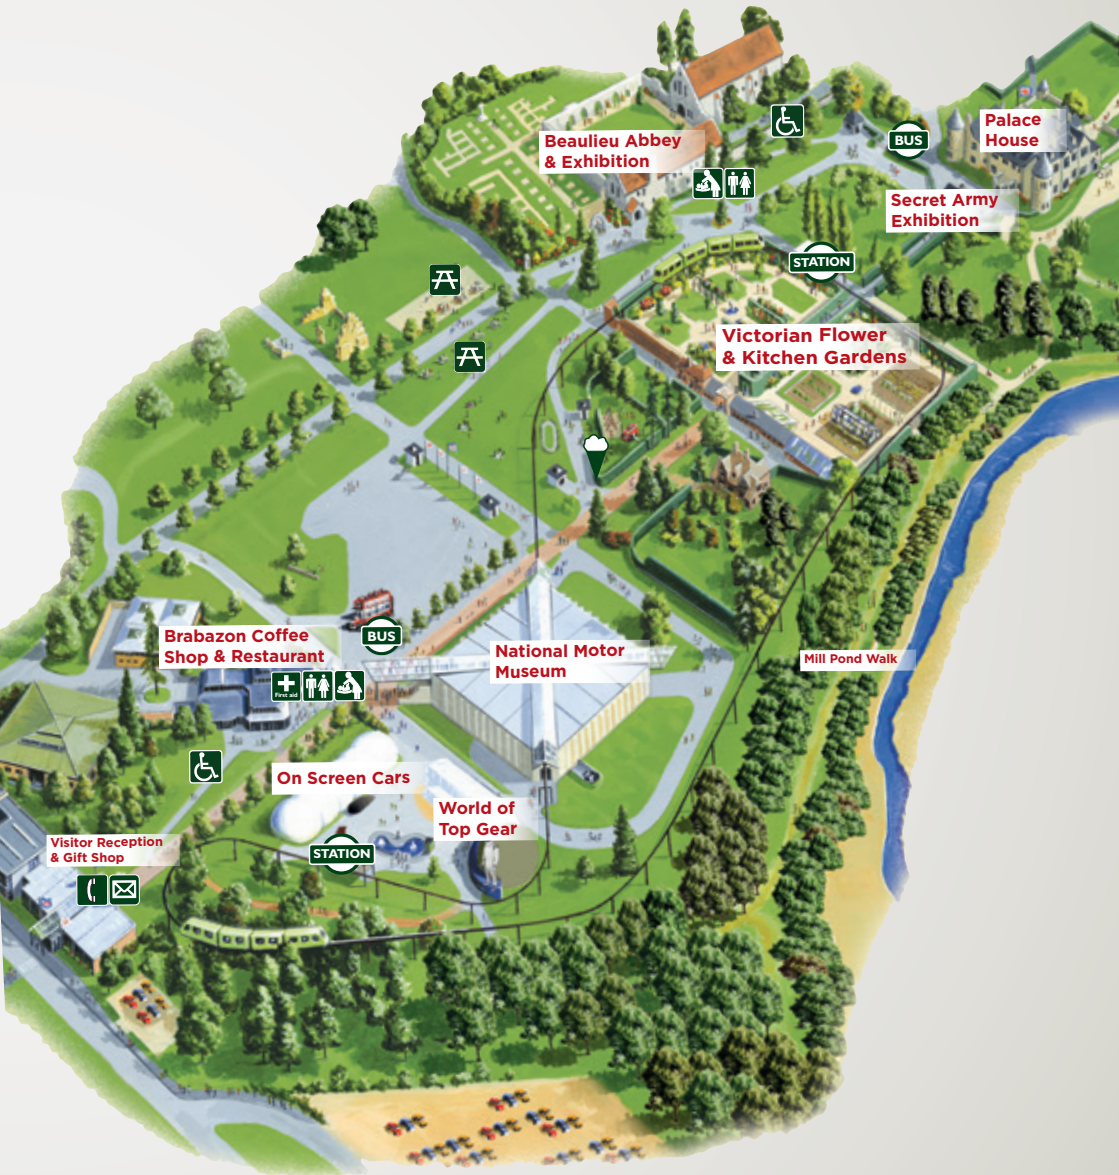 Palace
House
Beaulieu Abbey
& Exhibition
BUS
Secret Army
Exhibition
STATION
Victorian Flower
& Kitchen Gardens
Brabazon Coffee
Shop & Restaurant
BUS
National Motor
Museum
Mill Pond Walk
First aid
On Screen Cars
World of
Top Gear
Visitor Reception
& Gift Shop
STATION